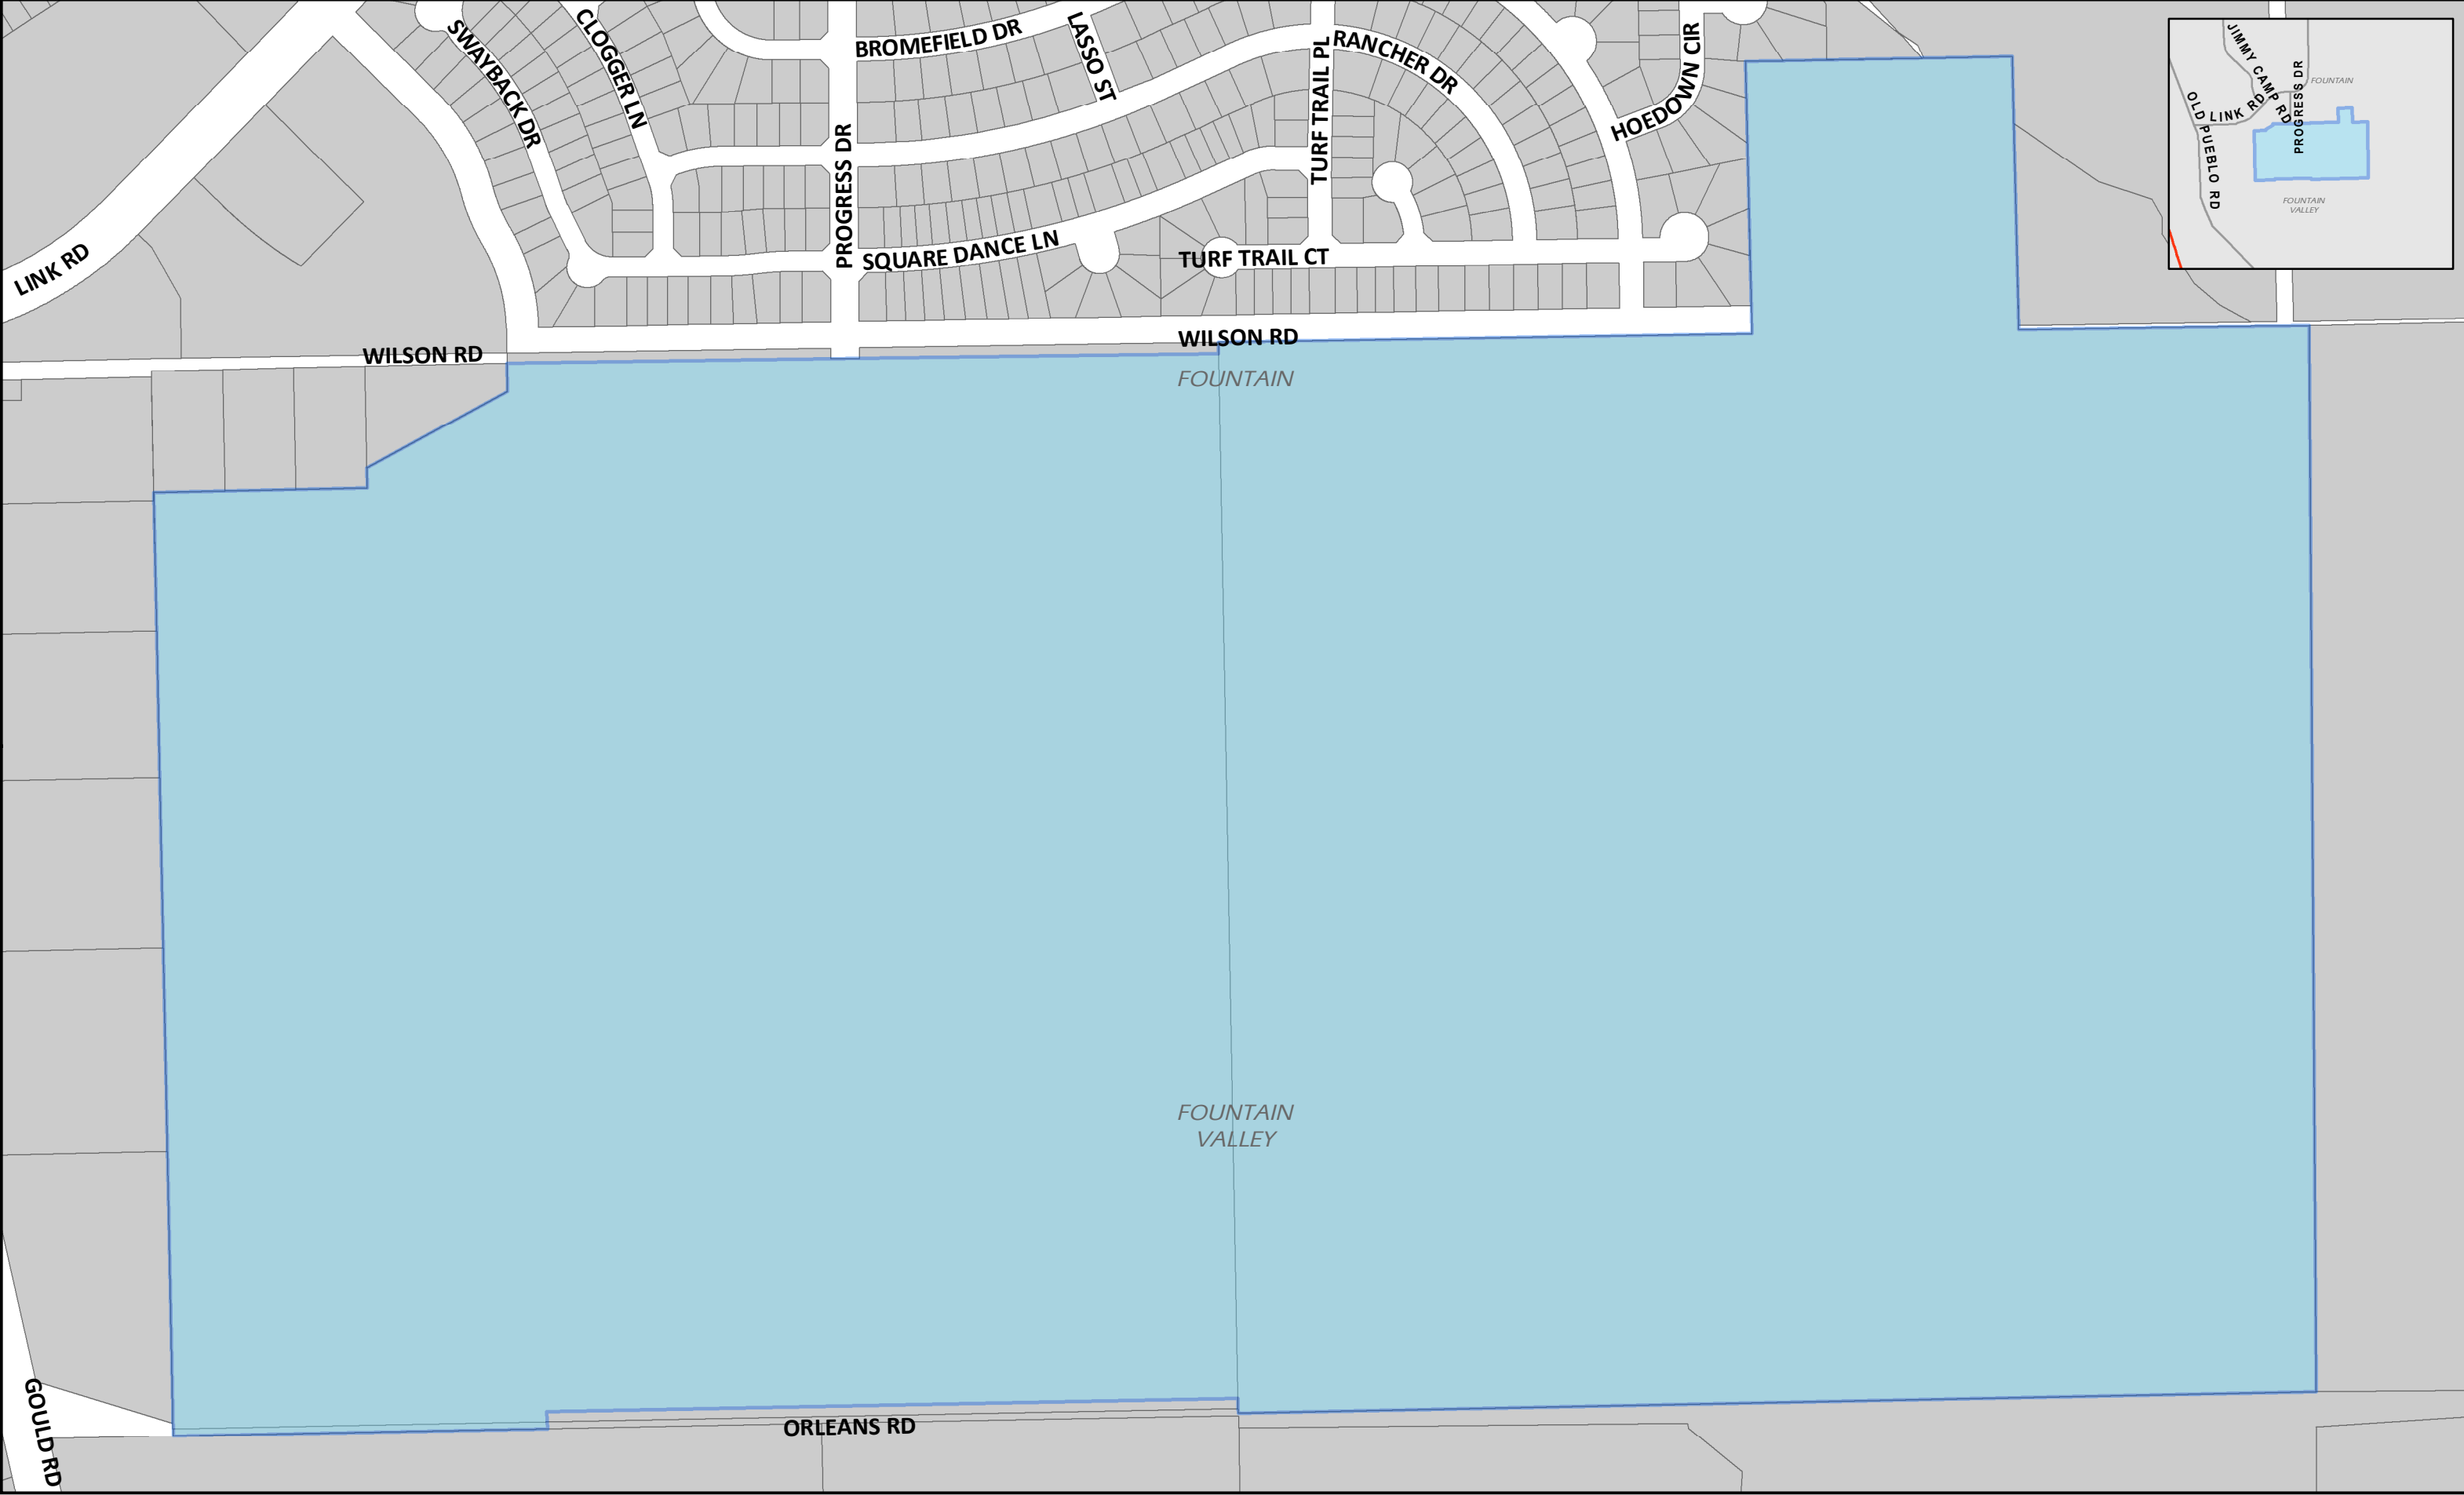 SWAYBACK DR
CLOGGER LN
BROMEFIELD DR
LASSO ST
TURF TRAIL PL
RANCHER DR
HOEDOWN CIR
PROGRESS DR
LINK RD
SQUARE DANCE LN
TURF TRAIL CT
WILSON RD
WILSON RD
FOUNTAIN
FOUNTAIN
VALLEY
ORLEANS RD
GOULD RD
JIMMY CAMP RD
PROGRESS DR
FOUNTAIN
OLD PUEBLO RD
LINK RD
FOUNTAIN
VALLEY